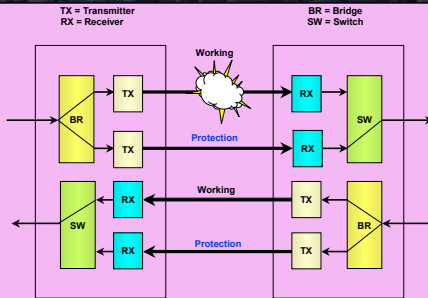 TX = Transmitter
RX = Receiver
BR = Bridge
SW = Switch
Working
TX
RX
BR
SW
Protection
TX
RX
Working
RX
TX
SW
BR
Protection
RX
TX